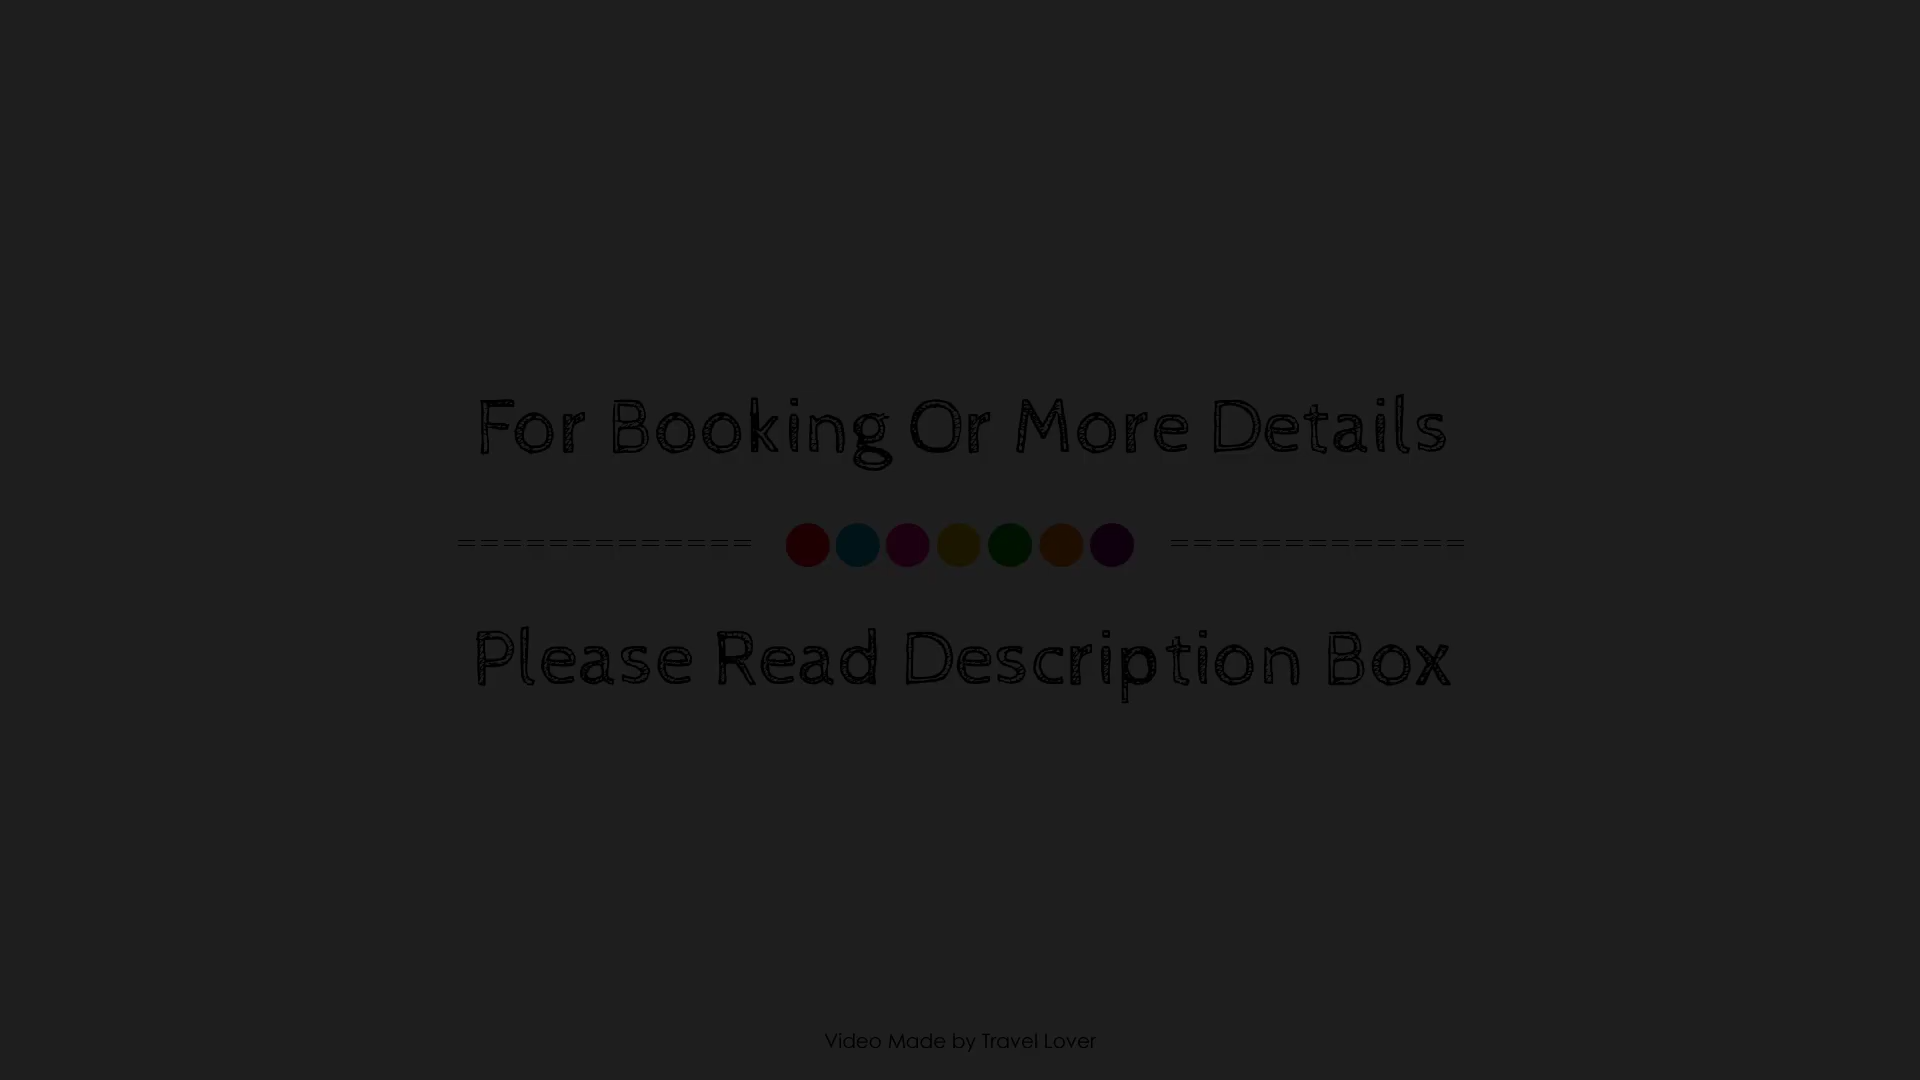 For Booking Or More Details
============= =============
Please Read Description Box
Video Made by Travel Lover